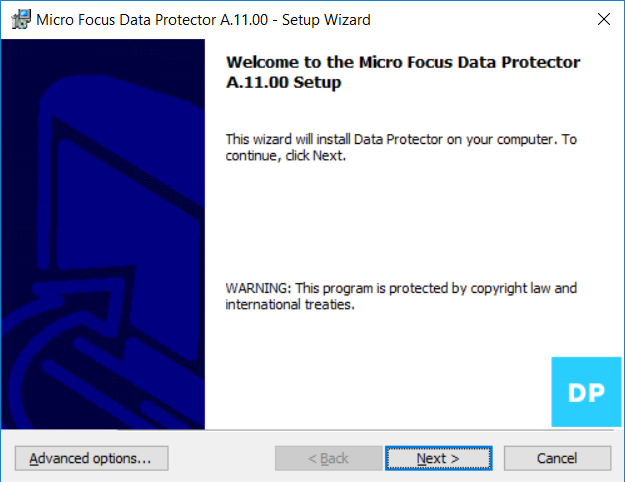 Micro Focus Data Protector A.11.00 - Setup Wizard
Welcome to the Micro Focus Data Protector
A.11.00 Setup
This wizard will install Data Protector on your computer. To
continue, click Next.
WARNING: This program is protected by copyright law and
international treaties.
DP
Advanced options...
< Back
Next >
Cancel